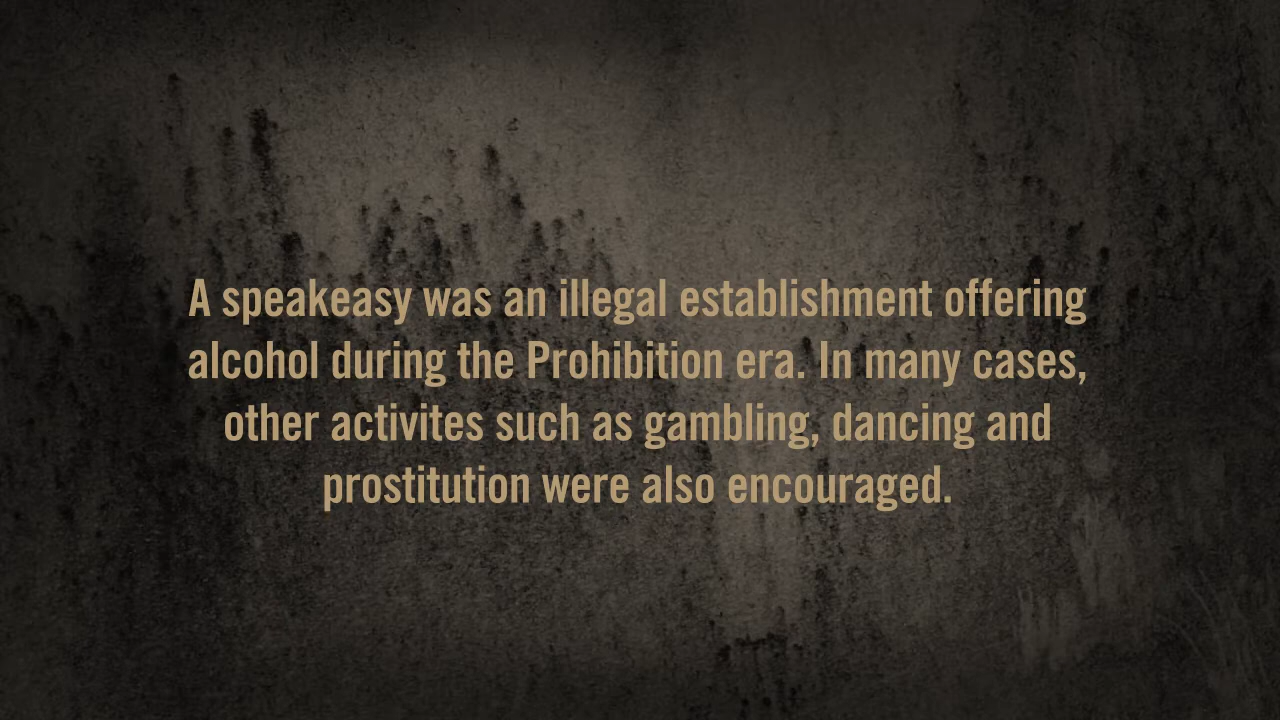 A speakeasy was an illegal establishment offering
alcohol during the Prohibition era. In many cases,
other activites such as gambling, dancing and
prostitution were also encouraged.